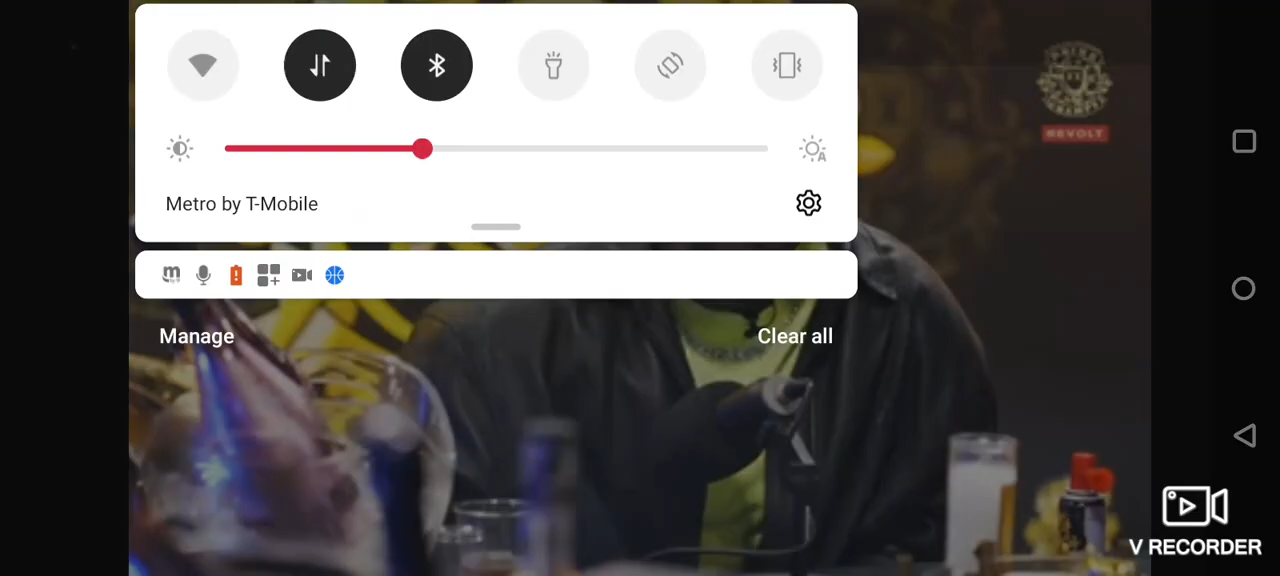 REVOLT
Metro by T-Mobile
Manage
Clear all
V RECORDER